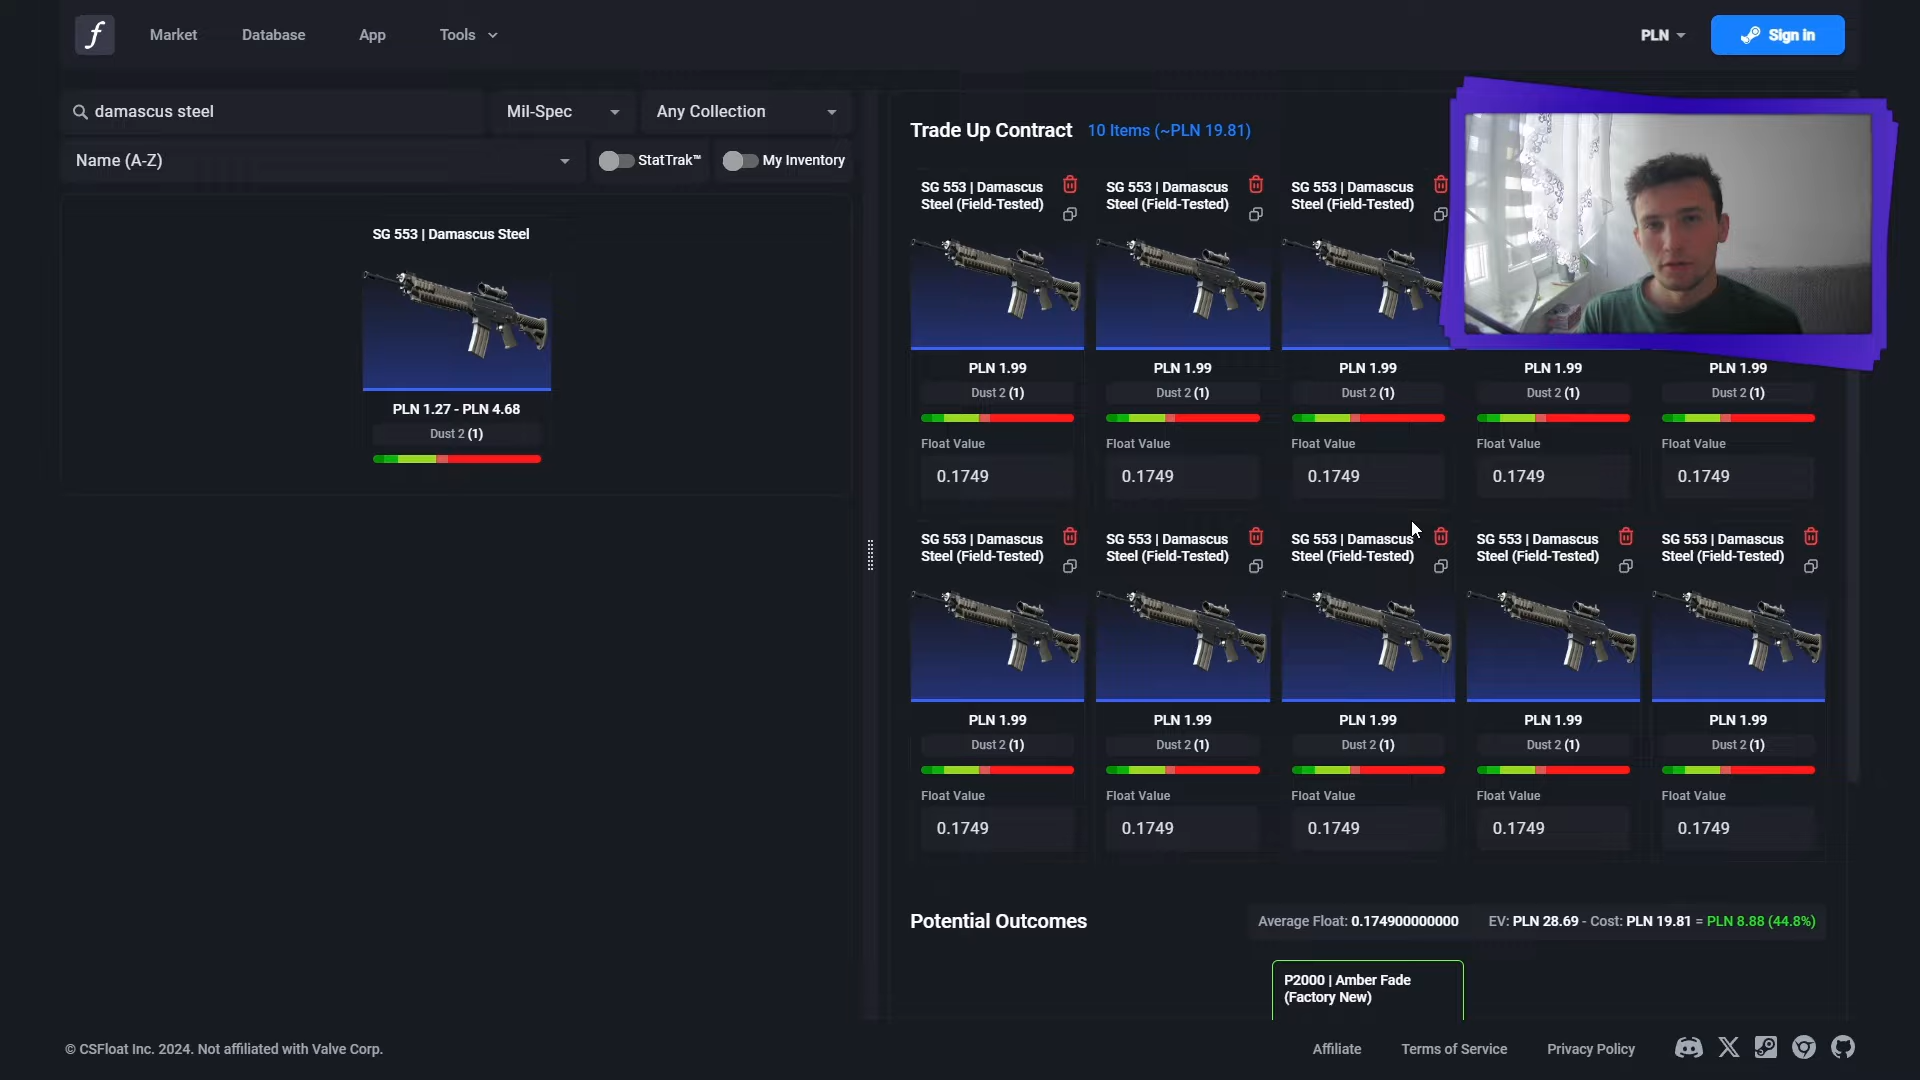 f
Market
Database
App
Tools
PLN
Sign in
damascus steel
Mil-Spec
Any Collection
Name (A-Z)
StatTrak™
My Inventory
SG 553 | Damascus Steel
PLN 1.27 - PLN 4.68
Dust 2 (1)
Trade Up Contract
10 Items (~PLN 19.81)
SG 553 | Damascus
Steel (Field-Tested)
SG 553 | Damascus
Steel (Field-Tested)
SG 553 | Damascus
Steel (Field-Tested)
PLN 1.99
PLN 1.99
PLN 1.99
PLN 1.99
PLN 1.99
Dust 2 (1)
Dust 2 (1)
Dust 2 (1)
Dust 2 (1)
Dust 2 (1)
Float Value
Float Value
Float Value
Float Value
Float Value
0.1749
0.1749
0.1749
0.1749
0.1749
SG 553 | Damascus
Steel (Field-Tested)
SG 553 | Damascus
Steel (Field-Tested)
SG 553 | Damascus
Steel (Field-Tested)
SG 553 | Damascus
Steel (Field-Tested)
SG 553 | Damascus
Steel (Field-Tested)
PLN 1.99
PLN 1.99
PLN 1.99
PLN 1.99
PLN 1.99
Dust 2 (1)
Dust 2 (1)
Dust 2 (1)
Dust 2 (1)
Dust 2 (1)
Float Value
Float Value
Float Value
Float Value
Float Value
0.1749
0.1749
0.1749
0.1749
0.1749
Potential Outcomes
Average Float: 0.174900000000
EV: PLN 28.69 - Cost: PLN 19.81 = PLN 8.88 (44.8%)
P2000 | Amber Fade
(Factory New)
© CSFloat Inc. 2024. Not affiliated with Valve Corp.
Affiliate
Terms of Service
Privacy Policy